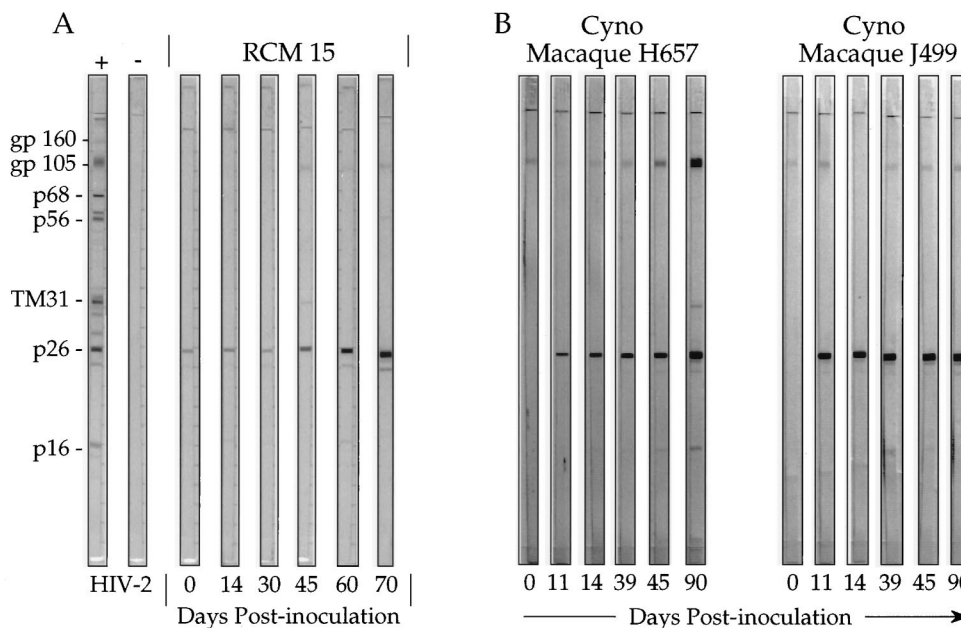 A
RCM 15
+ -
gp 160 -
gp 105 -
p68 -
p56 -
TM31 -
p26 -
p16 -
HIV-2
0 14 30 45 60 70
Days Post-inoculation
B
Cyno
Macaque H657
Cyno
Macaque J499
0 11 14 39 45 90
0 11 14 39 45 90
Days Post-inoculation